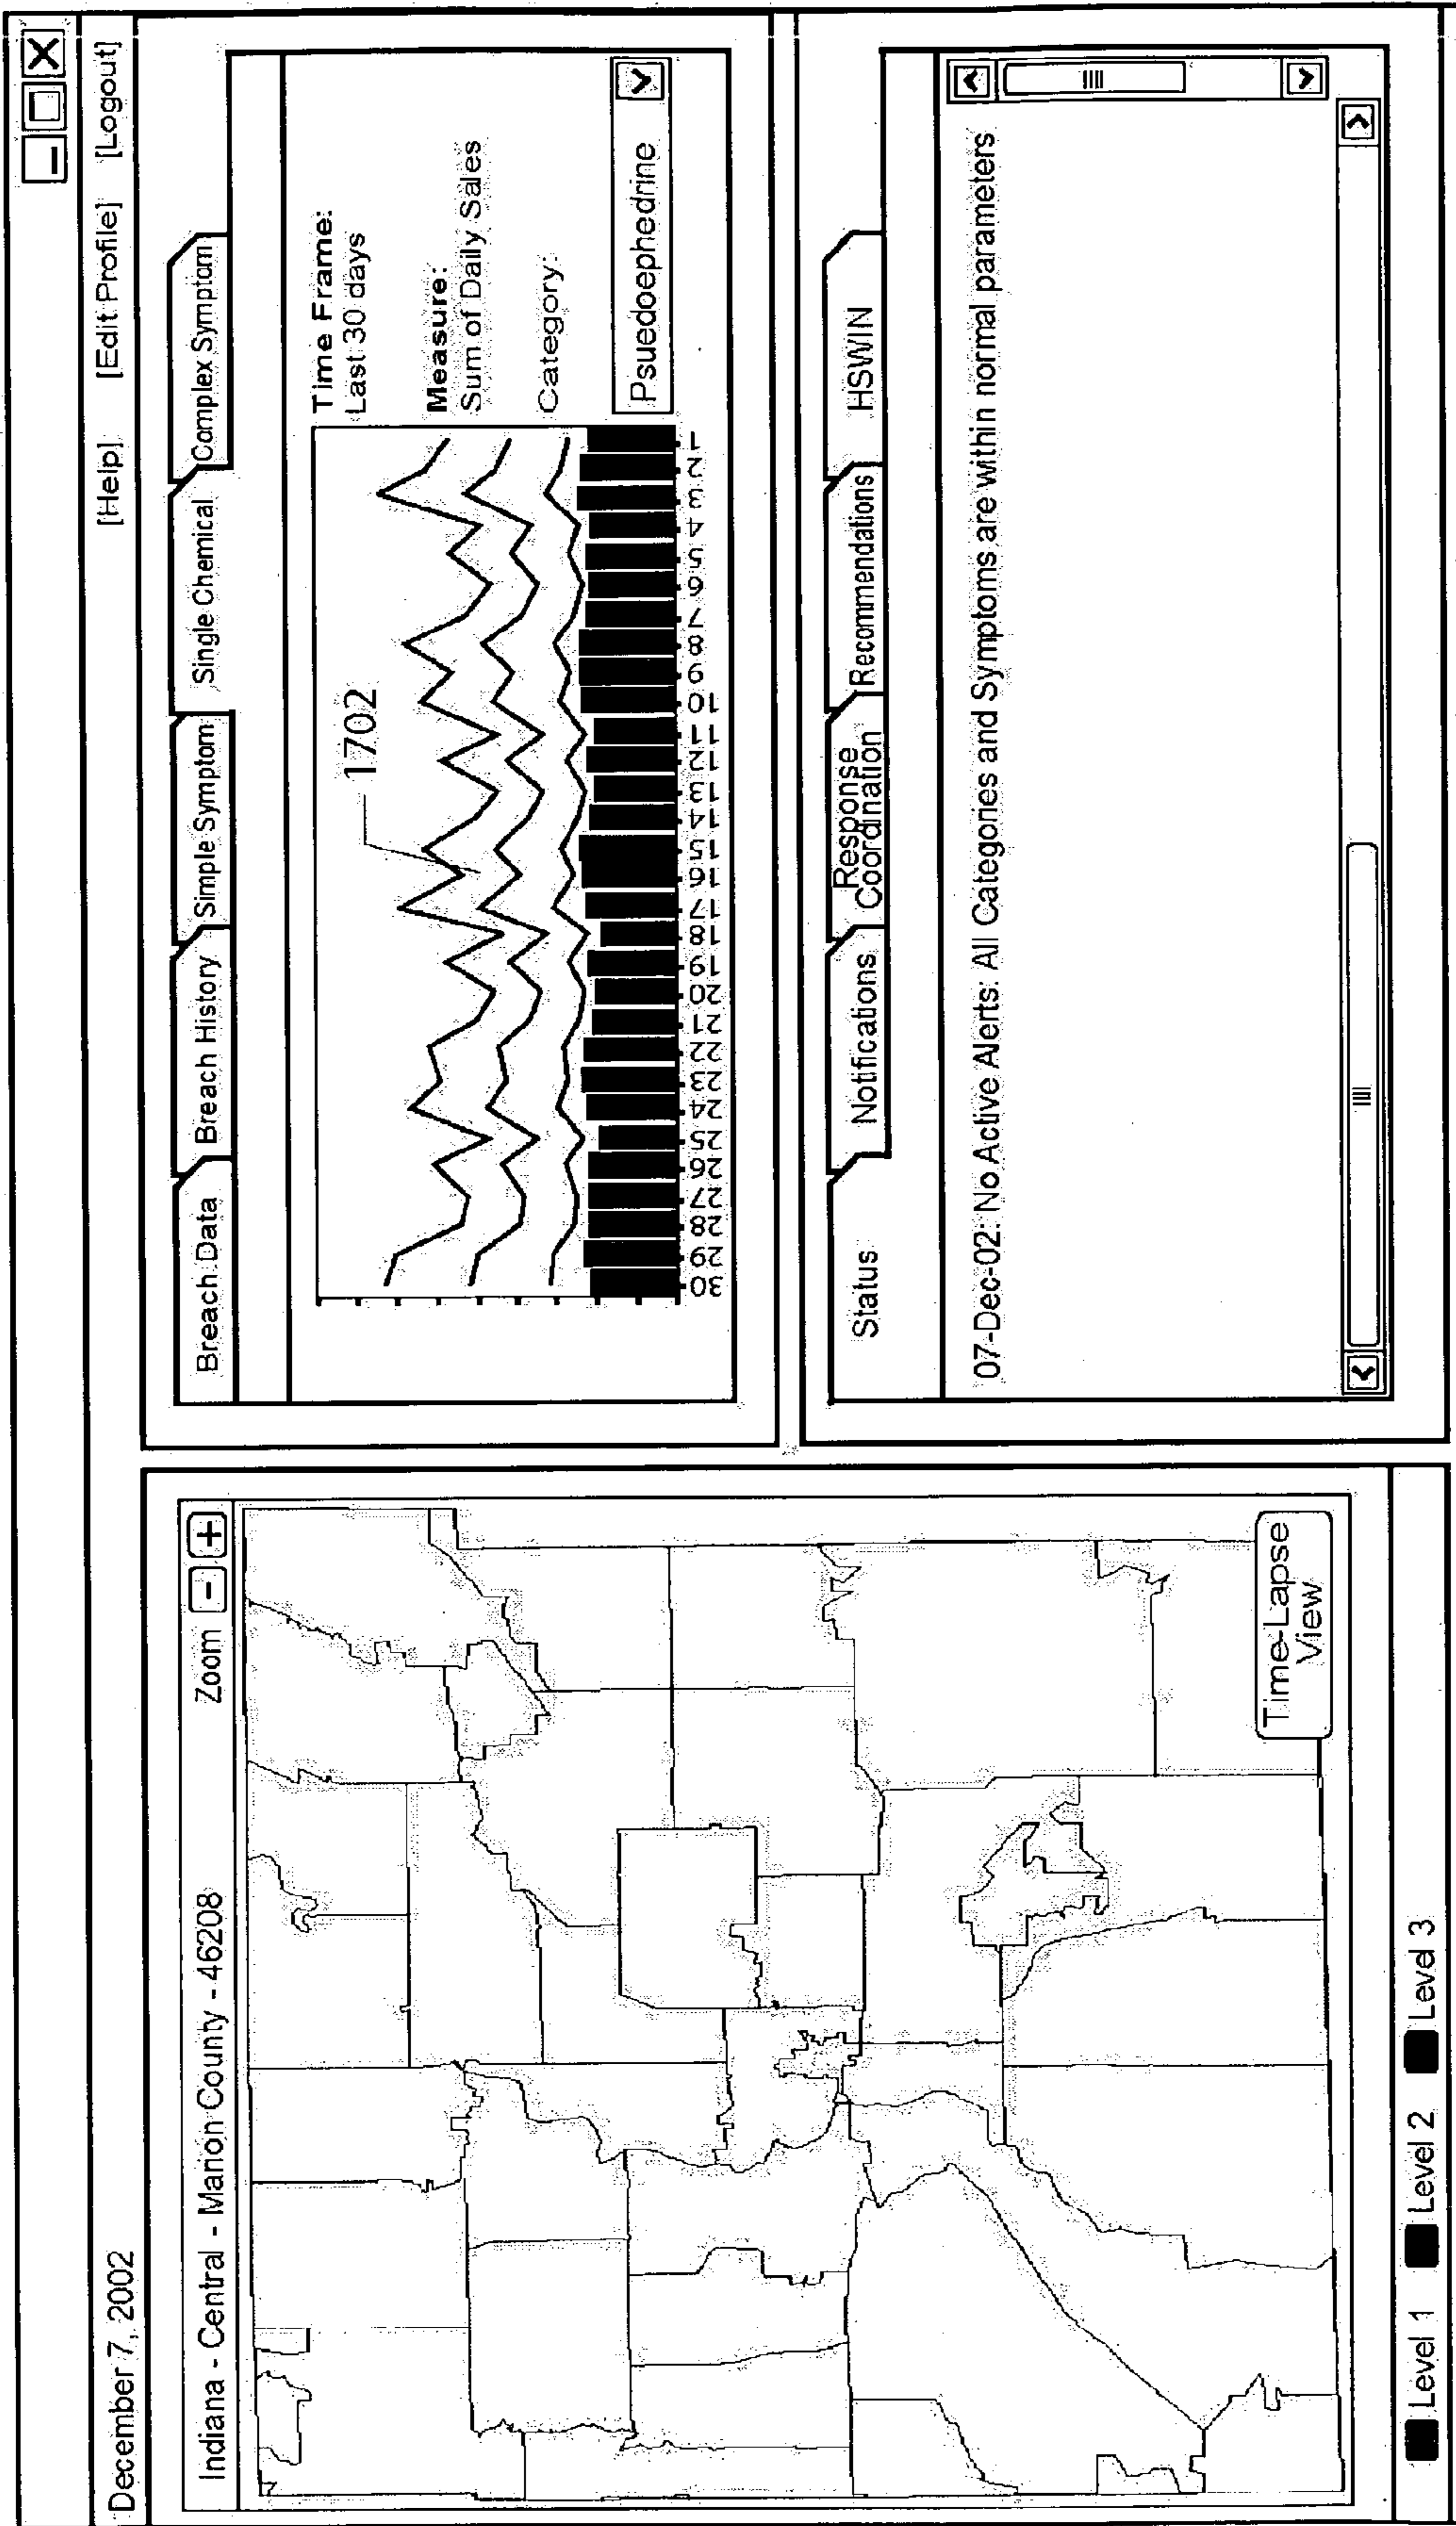 [Help] [Edit Profile] [Logout]
December 7, 2002
Indiana - Central - Marion County - 46208 Zoom - +
Time-Lapse
View
Level 1 Level 2 Level 3
Breach Data Breach History Simple Symptom Single Chemical Complex Symptom
1702
Time Frame:
Last 30 days
Measure:
Sum of Daily Sales
Category:
Psuedoephedrine
30 29 28 27 26 25 24 23 22 21 20 19 18 17 16 15 14 13 12 11 10 9 8 7 6 5 4 3 2 1
Status Notifications Response Coordination Recommendations HSWIN
07-Dec-02: No Active Alerts: All Categories and Symptoms are within normal parameters